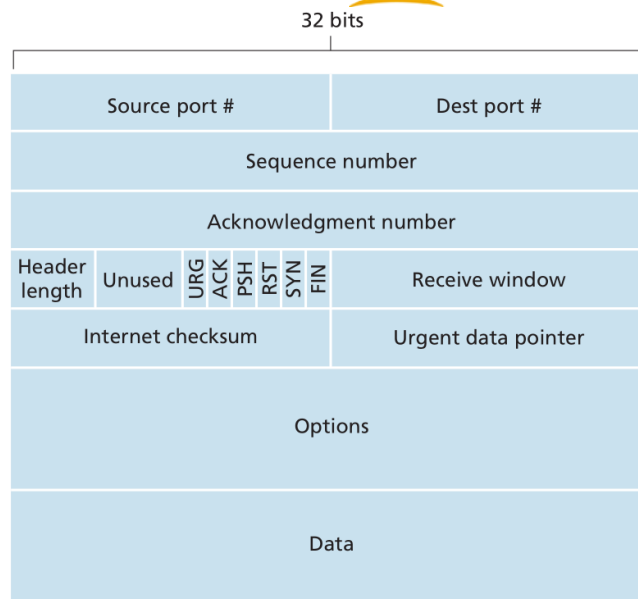 32 bits
Source port #
Dest port #
Sequence number
Acknowledgment number
Header
length
Unused
URG
ACK
PSH
RST
SYN
FIN
Receive window
Internet checksum
Urgent data pointer
Options
Data